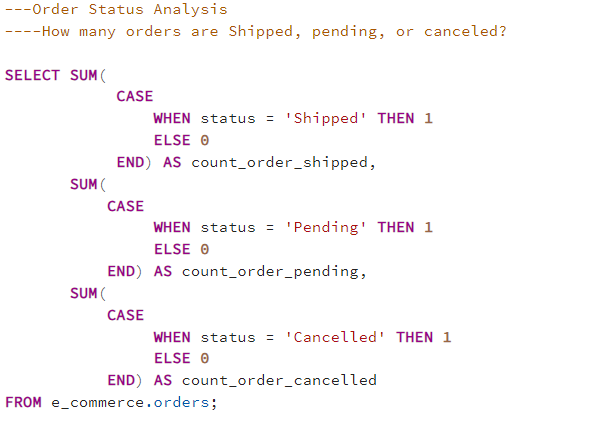 ---Order Status Analysis
----How many orders are Shipped, pending, or canceled?
SELECT SUM(
CASE
WHEN status = 'Shipped' THEN 1
ELSE 0
END) AS count_order_shipped,
SUM(
CASE
WHEN status = 'Pending' THEN 1
ELSE 0
END) AS count_order_pending,
SUM(
CASE
WHEN status = 'Cancelled' THEN 1
ELSE 0
END) AS count_order_cancelled
FROM e_commerce.orders;